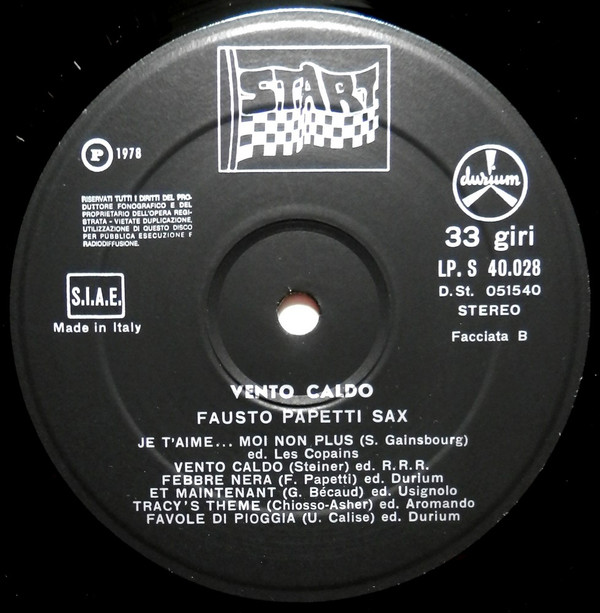 START
P 1978
durium
RISERVATI TUTTI I DIRITTI DEL PRO-
DUTTORE FONOGRAFICO E DEL
PROPRIETARIO DELL'OPERA REGI-
STRATA - VIETATE DUPLICAZIONE,
UTILIZZAZIONE DI QUESTO DISCO
PER PUBBLICA ESECUZIONE E
RADIODIFFUSIONE.
33 giri
LP. S 40.028
D.St. 051540
STEREO
Facciata B
S.I.A.E.
Made in Italy
VENTO CALDO
FAUSTO PAPETTI SAX
JE T'AIME... MOI NON PLUS (S. Gainsbourg)
ed. Les Copains
VENTO CALDO (Steiner) ed. R.R.R.
FEBBRE NERA (F. Papetti) ed. Durium
ET MAINTENANT (G. Bécaud) ed. Usignolo
TRACY'S THEME (Chiosso-Asher) ed. Aromando
FAVOLE DI PIOGGIA (U. Calise) ed. Durium